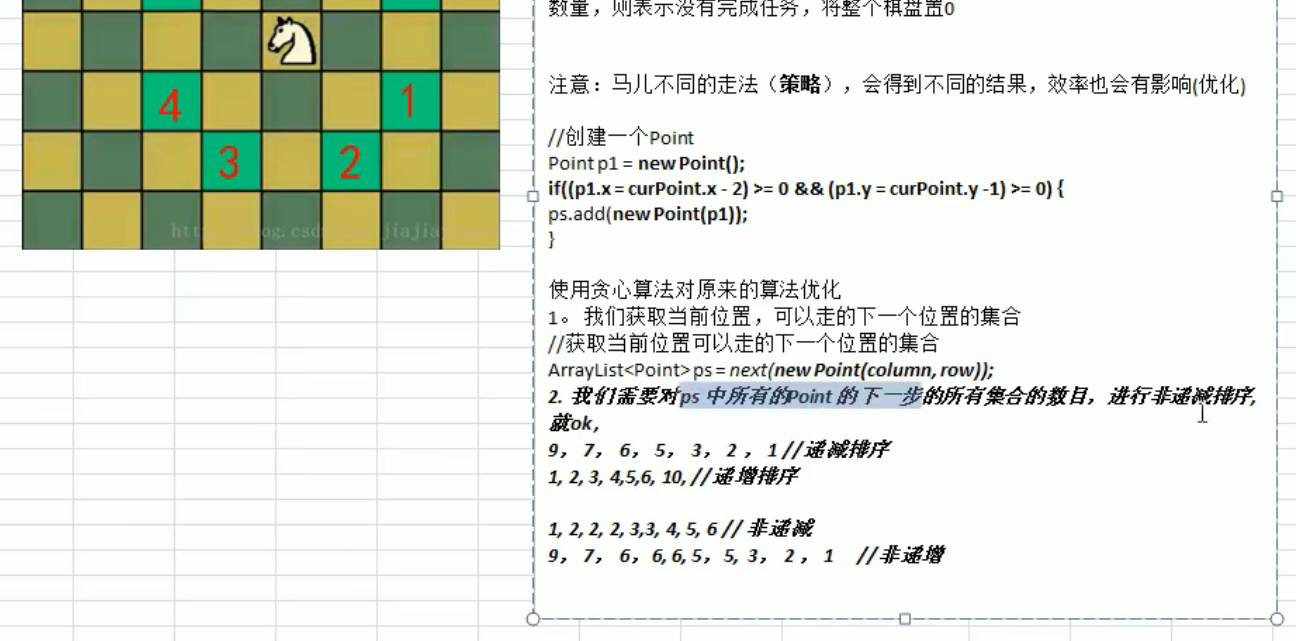 数量，则表示没有完成任务，将整个棋盘置0
注意：马儿不同的走法（策略），会得到不同的结果，效率也会有影响(优化)
//创建一个Point
Point p1 = new Point();
if((p1.x = curPoint.x - 2) >= 0 && (p1.y = curPoint.y -1) >= 0) {
ps.add(new Point(p1));
}
使用贪心算法对原来的算法优化
1。 我们获取当前位置，可以走的下一个位置的集合
//获取当前位置可以走的下一个位置的集合
ArrayList<Point> ps = next(new Point(column, row));
2. 我们需要对ps 中所有的Point 的下一步的所有集合的数目，进行非递减排序,
就ok，
9， 7， 6， 5， 3， 2 ， 1 //递减排序
1, 2, 3, 4,5,6, 10, //递增排序
1, 2, 2, 2, 3,3, 4, 5, 6 // 非递减
9， 7， 6， 6, 6, 5， 5, 3， 2 ， 1 //非递增
4 1
3 2